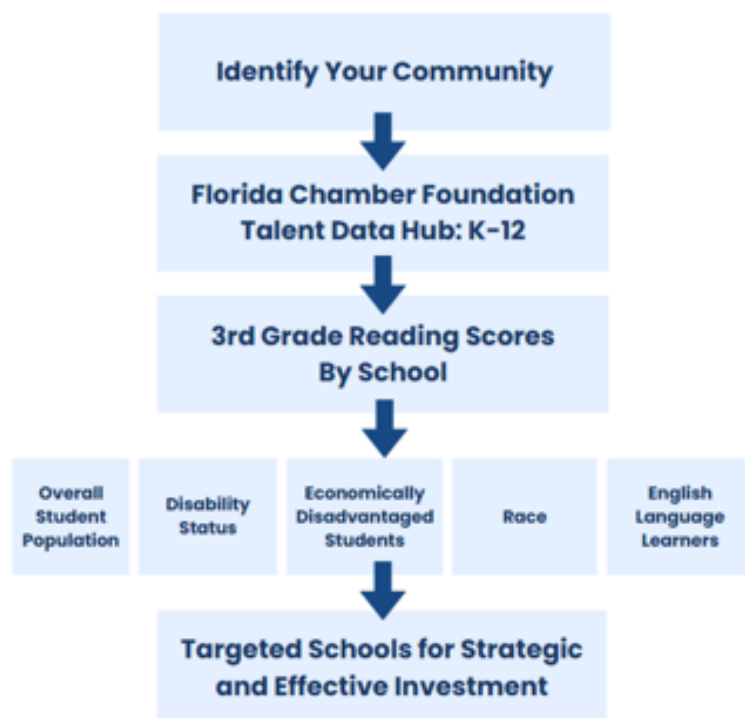 Identify Your Community
Florida Chamber Foundation
Talent Data Hub: K-12
3rd Grade Reading Scores
By School
Overall
Student
Population
Disability
Status
Economically
Disadvantaged
Students
Race
English
Language
Learners
Targeted Schools for Strategic
and Effective Investment